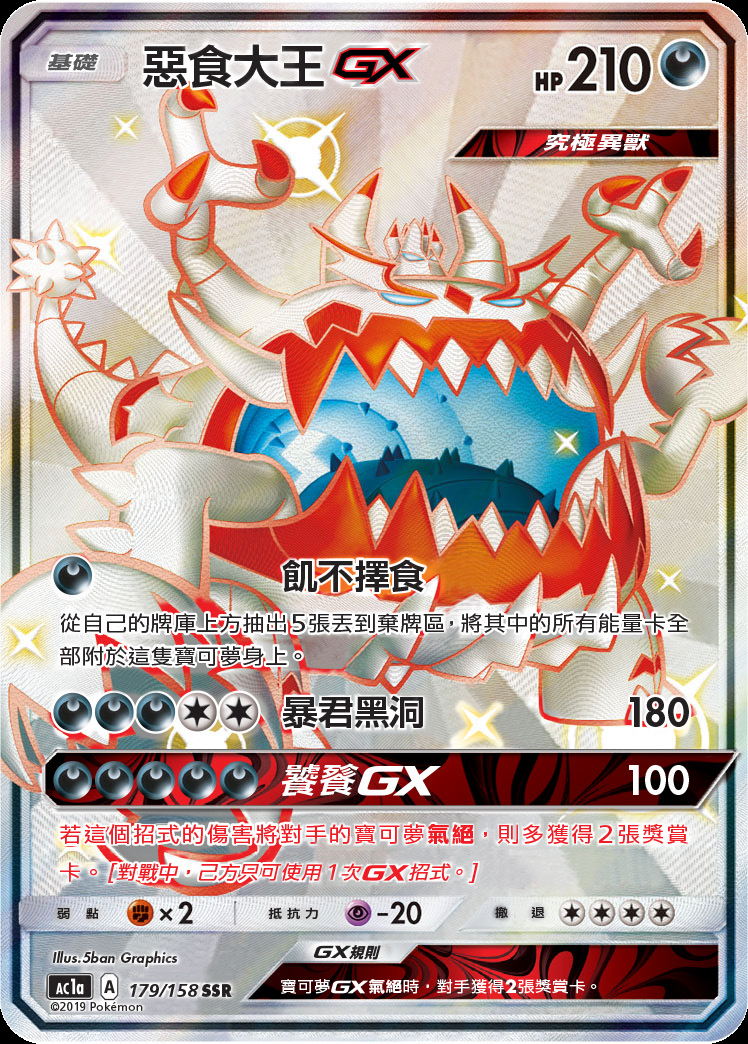 基礎 惡食大王GX HP210
究極異獸
飢不擇食
從自己的牌庫上方抽出5張丟到棄牌區，將其中的所有能量卡全
部附於這隻寶可夢身上。
暴君黑洞 180
饕餮GX 100
若這個招式的傷害將對手的寶可夢氣絕，則多獲得2張獎賞
卡。[對戰中，己方只可使用1次GX招式。]
弱點 ×2 抵抗力 -20 撤退
Illus.5ban Graphics
GX規則
AC1a A 179/158 SSR
寶可夢GX氣絕時，對手獲得2張獎賞卡。
©2019 Pokémon